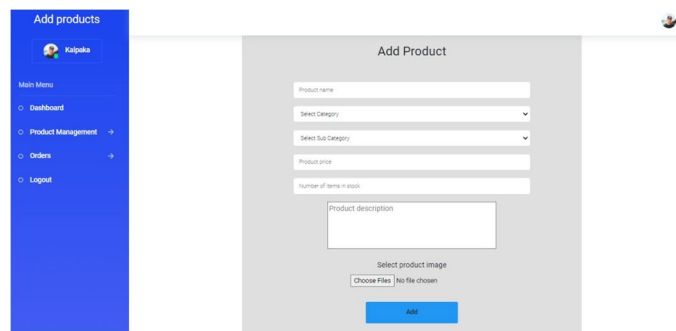 Add products
Kalpaka
Main Menu
Dashboard
Product Management
Orders
Logout
Add Product
Product name
Select Category
Select Sub Category
Product price
Number of items in stock
Product description
Select product image
Choose Files No file chosen
Add